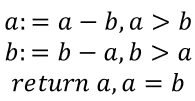 a:= a − b, a > b
b:= b − a, b > a
return a, a = b